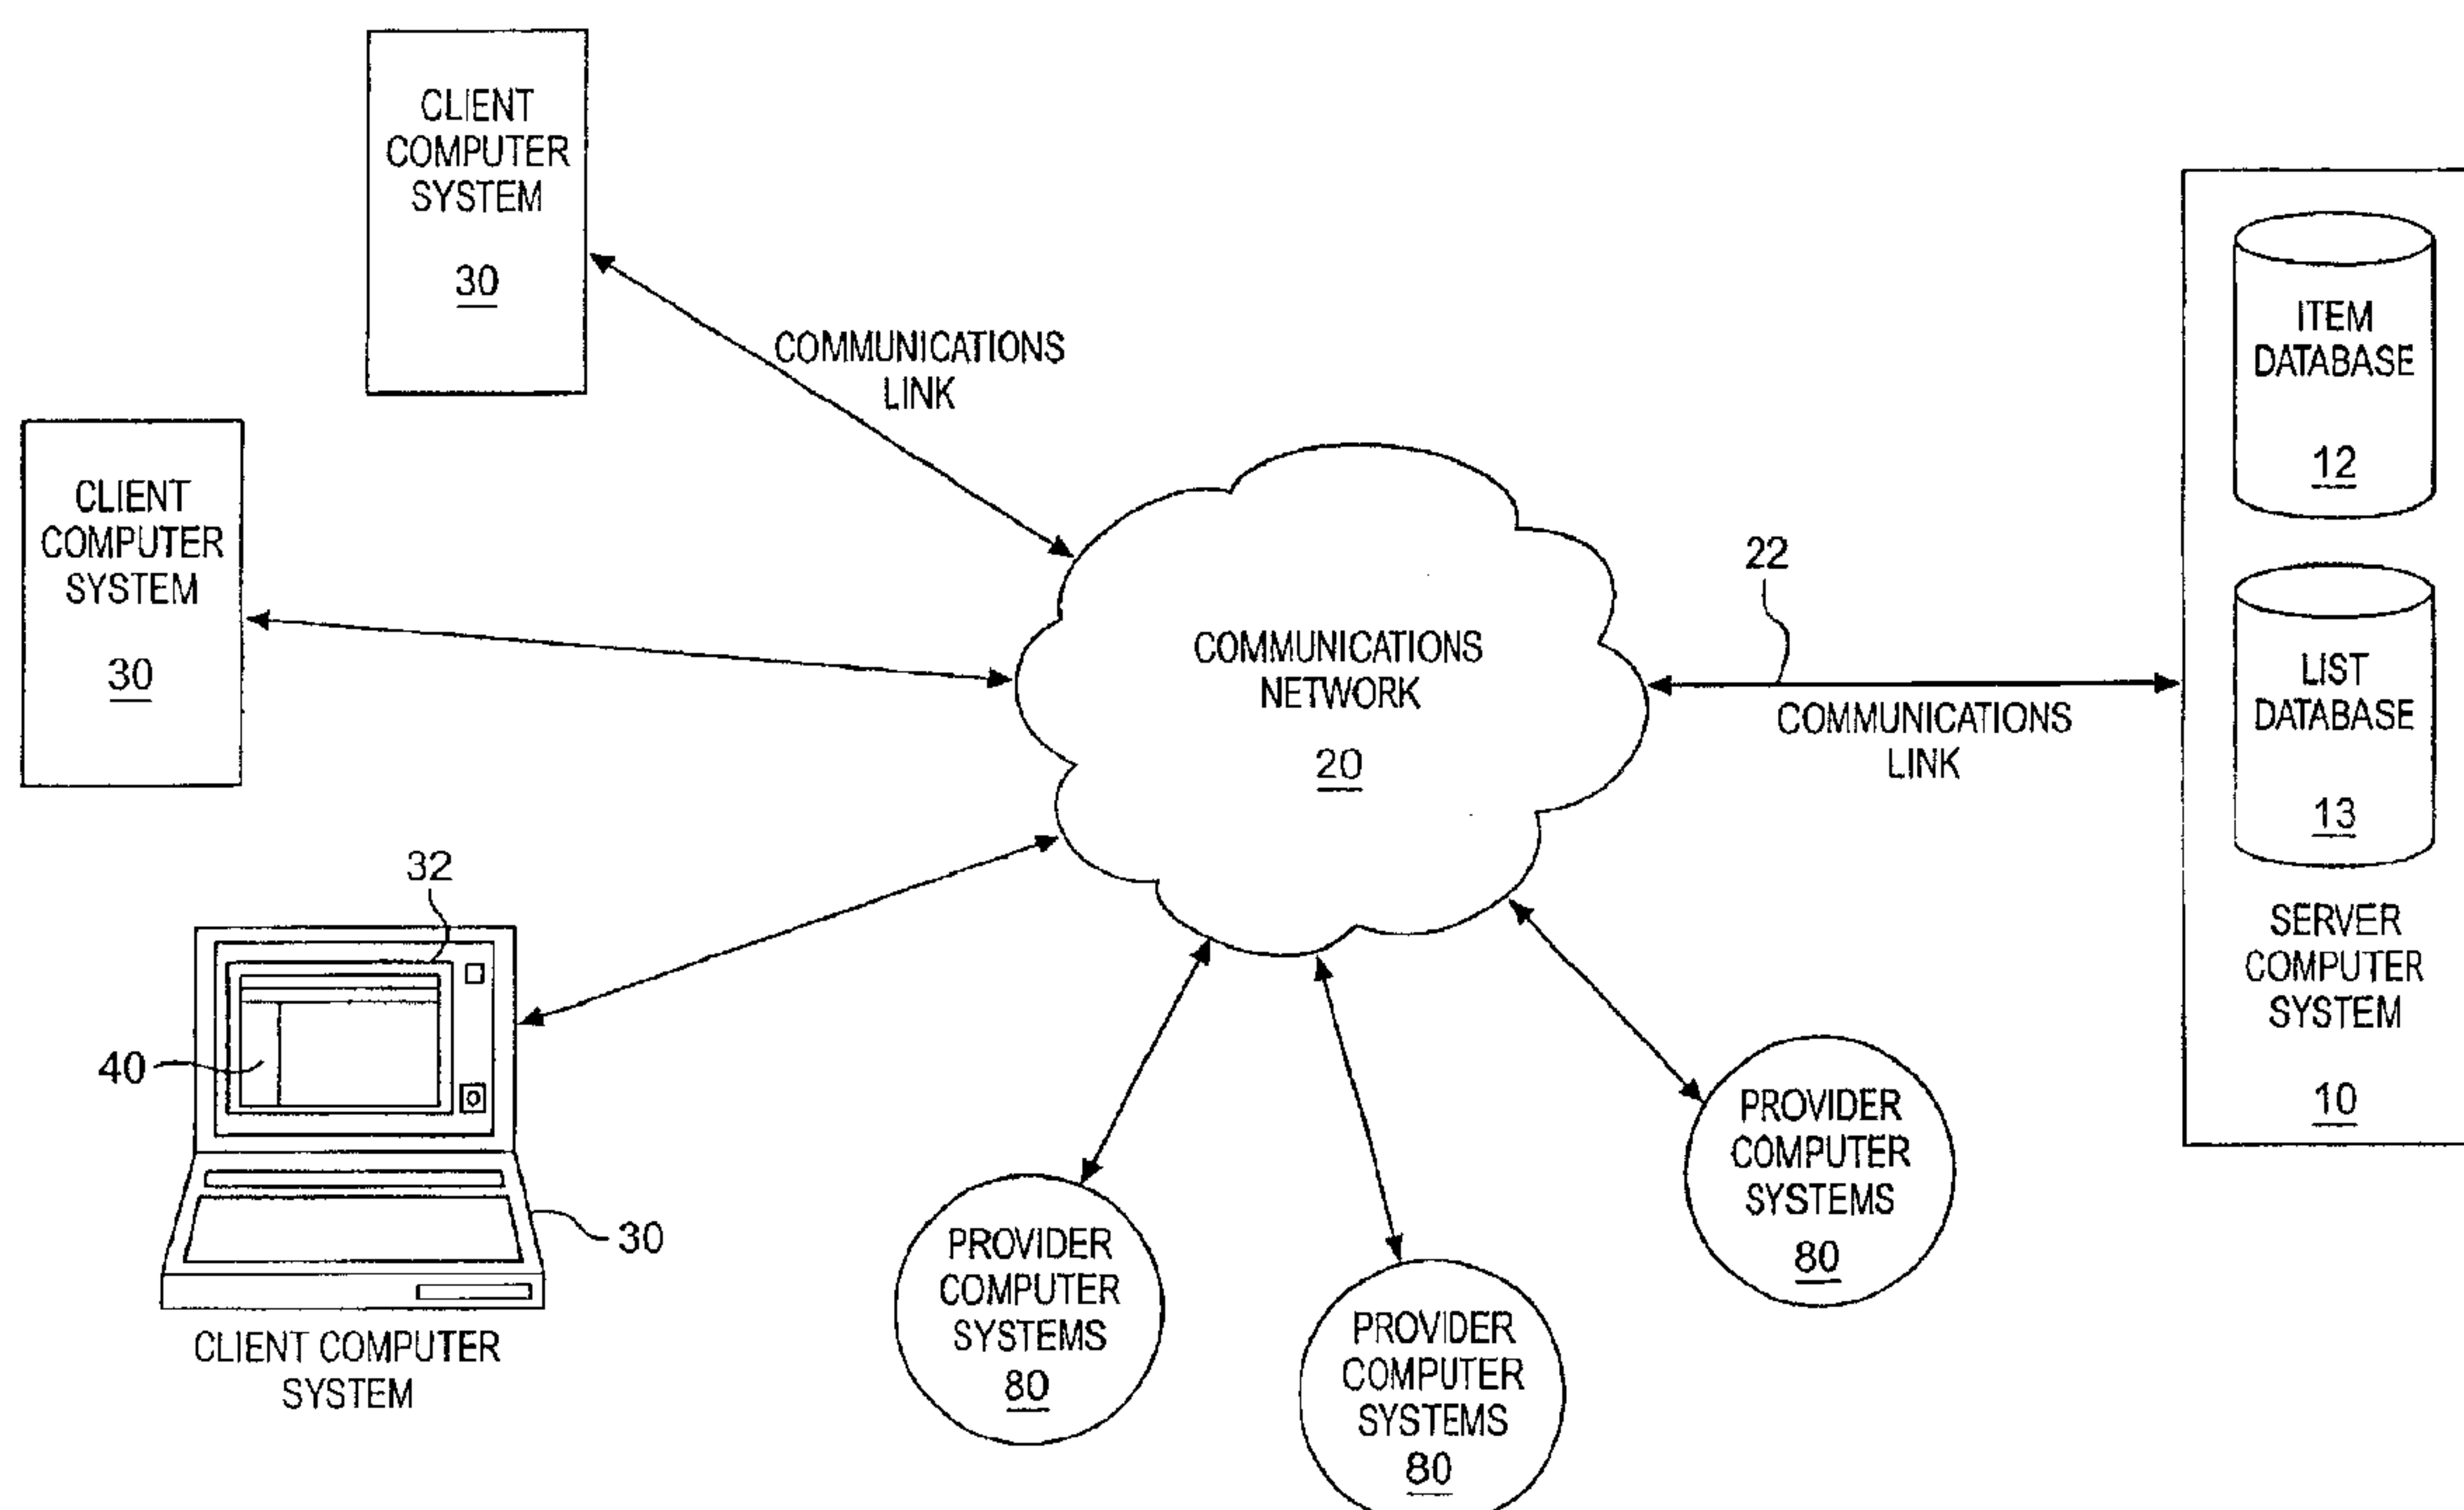 CLIENT
COMPUTER
SYSTEM
30
COMMUNICATIONS
LINK
CLIENT
COMPUTER
SYSTEM
30
32
40
30
CLIENT COMPUTER
SYSTEM
COMMUNICATIONS
NETWORK
20
22
COMMUNICATIONS
LINK
ITEM
DATABASE
12
LIST
DATABASE
13
SERVER
COMPUTER
SYSTEM
10
PROVIDER
COMPUTER
SYSTEMS
80
PROVIDER
COMPUTER
SYSTEMS
80
PROVIDER
COMPUTER
SYSTEMS
80